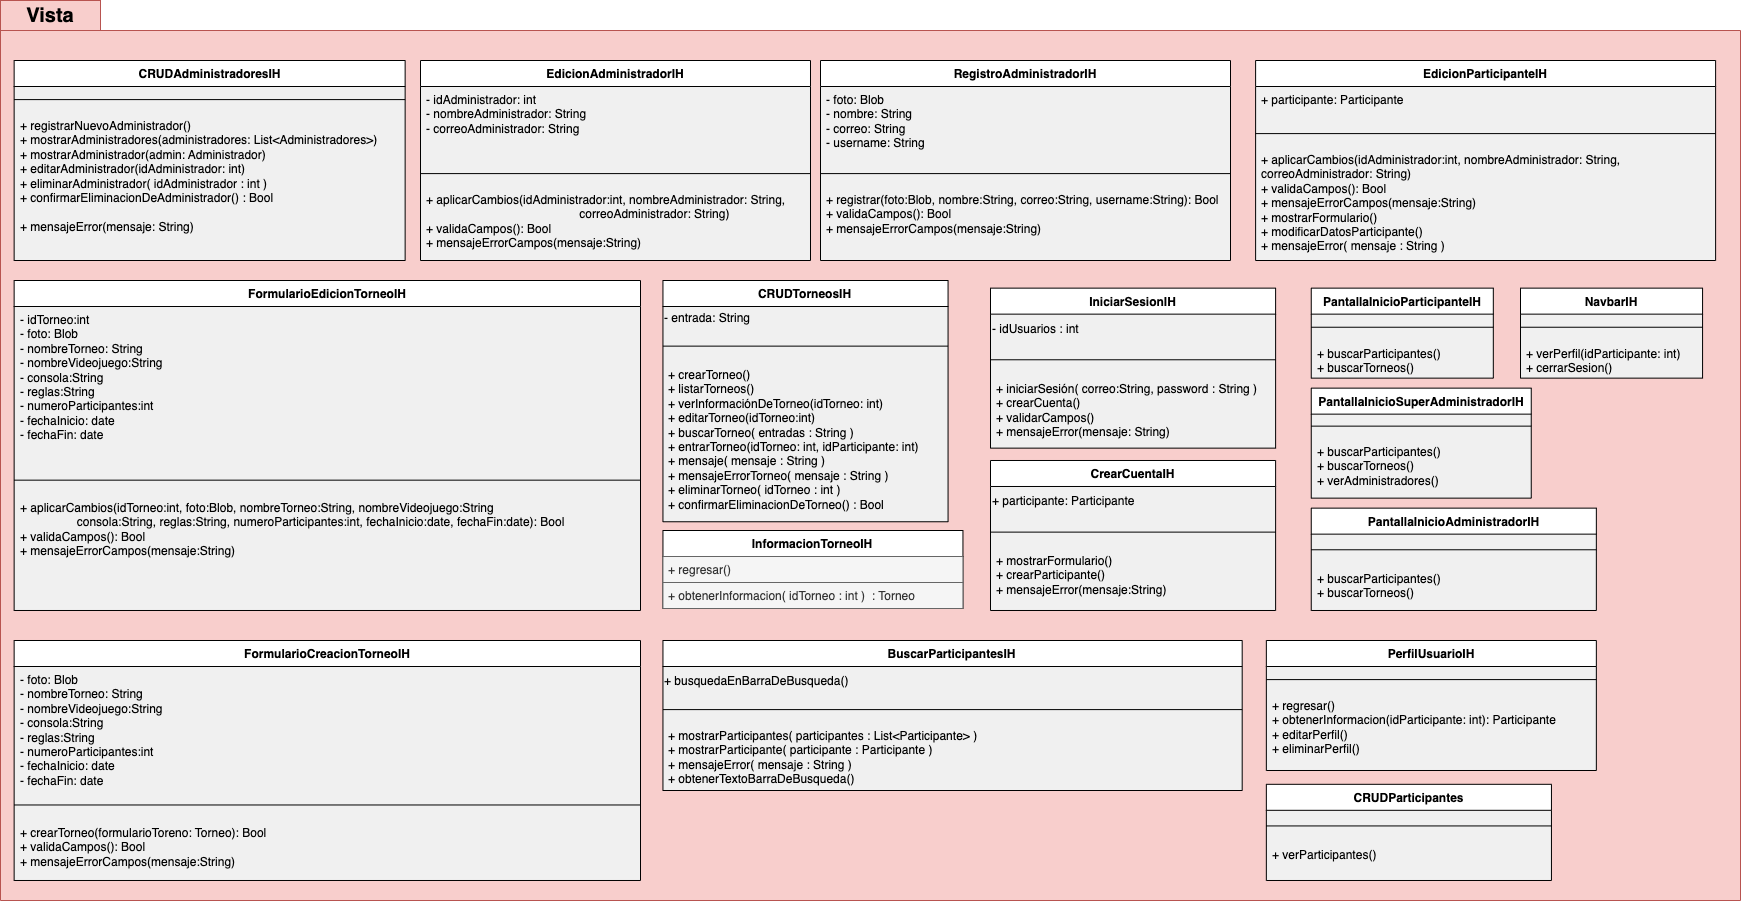 Vista
CRUDAdministradoresIH
+ registrarNuevoAdministrador()
+ mostrarAdministradores(administradores: List<Administradores>)
+ mostrarAdministrador(admin: Administrador)
+ editarAdministrador(idAdministrador: int)
+ eliminarAdministrador( idAdministrador : int )
+ confirmarEliminacionDeAdministrador() : Bool
+ mensajeError(mensaje: String)
EdicionAdministradorIH
- idAdministrador: int
- nombreAdministrador: String
- correoAdministrador: String
+ aplicarCambios(idAdministrador:int, nombreAdministrador: String,
correoAdministrador: String)
+ validaCampos(): Bool
+ mensajeErrorCampos(mensaje:String)
RegistroAdministradorIH
- foto: Blob
- nombre: String
- correo: String
- username: String
+ registrar(foto:Blob, nombre:String, correo:String, username:String): Bool
+ validaCampos(): Bool
+ mensajeErrorCampos(mensaje:String)
EdicionParticipanteIH
+ participante: Participante
+ aplicarCambios(idAdministrador:int, nombreAdministrador: String,
correoAdministrador: String)
+ validaCampos(): Bool
+ mensajeErrorCampos(mensaje:String)
+ mostrarFormulario()
+ modificarDatosParticipante()
+ mensajeError( mensaje : String )
FormularioEdicionTorneoIH
- idTorneo:int
- foto: Blob
- nombreTorneo: String
- nombreVideojuego:String
- consola:String
- reglas:String
- numeroParticipantes:int
- fechaInicio: date
- fechaFin: date
+ aplicarCambios(idTorneo:int, foto:Blob, nombreTorneo:String, nombreVideojuego:String
consola:String, reglas:String, numeroParticipantes:int, fechaInicio:date, fechaFin:date): Bool
+ validaCampos(): Bool
+ mensajeErrorCampos(mensaje:String)
CRUDTorneosIH
- entrada: String
+ crearTorneo()
+ listarTorneos()
+ verInformaciónDeTorneo(idTorneo: int)
+ editarTorneo(idTorneo:int)
+ buscarTorneo( entradas : String )
+ entrarTorneo(idTorneo: int, idParticipante: int)
+ mensaje( mensaje : String )
+ mensajeErrorTorneo( mensaje : String )
+ eliminarTorneo( idTorneo : int )
+ confirmarEliminacionDeTorneo() : Bool
InformacionTorneoIH
+ regresar()
+ obtenerInformacion( idTorneo : int ) : Torneo
IniciarSesionIH
- idUsuarios : int
+ iniciarSesión( correo:String, password : String )
+ crearCuenta()
+ validarCampos()
+ mensajeError(mensaje: String)
CrearCuentaIH
+ participante: Participante
+ mostrarFormulario()
+ crearParticipante()
+ mensajeError(mensaje:String)
PantallaInicioParticipanteIH
+ buscarParticipantes()
+ buscarTorneos()
NavbarIH
+ verPerfil(idParticipante: int)
+ cerrarSesion()
PantallaInicioSuperAdministradorIH
+ buscarParticipantes()
+ buscarTorneos()
+ verAdministradores()
PantallaInicioAdministradorIH
+ buscarParticipantes()
+ buscarTorneos()
FormularioCreacionTorneoIH
- foto: Blob
- nombreTorneo: String
- nombreVideojuego:String
- consola:String
- reglas:String
- numeroParticipantes:int
- fechaInicio: date
- fechaFin: date
+ crearTorneo(formularioToreno: Torneo): Bool
+ validaCampos(): Bool
+ mensajeErrorCampos(mensaje:String)
BuscarParticipantesIH
+ busquedaEnBarraDeBusqueda()
+ mostrarParticipantes( participantes : List<Participante> )
+ mostrarParticipante( participante : Participante )
+ mensajeError( mensaje : String )
+ obtenerTextoBarraDeBusqueda()
PerfilUsuarioIH
+ regresar()
+ obtenerInformacion(idParticipante: int): Participante
+ editarPerfil()
+ eliminarPerfil()
CRUDParticipantes
+ verParticipantes()